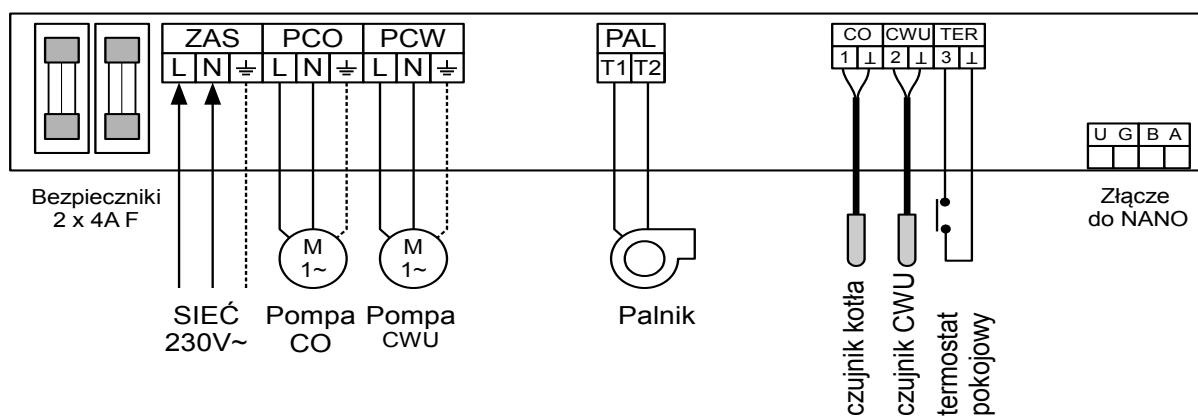 ZAS PCO PCW PAL CO CWU TER
L N ⏚ L N ⏚ L N ⏚ T1 T2 1 ⊥ 2 ⊥ 3 ⊥
U G B A
Bezpieczniki
2 x 4A F
Złącze
do NANO
M
1~
M
1~
SIEĆ
230V~
Pompa
CO
Pompa
CWU
Palnik
czujnik kotła
czujnik CWU
termostat
pokojowy